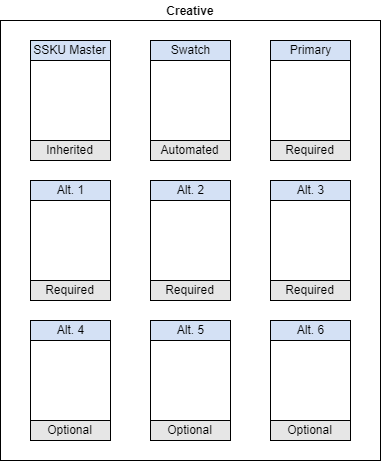 Creative
SSKU Master Swatch Primary
Inherited Automated Required
Alt. 1 Alt. 2 Alt. 3
Required Required Required
Alt. 4 Alt. 5 Alt. 6
Optional Optional Optional